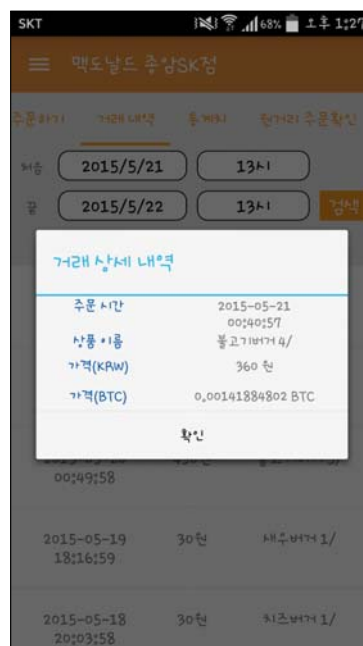 SKT 68% 오후 1:27
맥도날드 중앙SK점
주문하기 거래내역 통계치 원거리 주문확인
처음 2015/5/21 13시
끝 2015/5/22 13시 검색
거래 상세 내역
주문 시간 2015-05-21
00:40:57
상품 이름 불고기버거 4/
가격(KRW) 360 원
가격(BTC) 0.00141884802 BTC
확인
00:49:58
2015-05-19 30원 새우버거 1/
18:16:59
2015-05-18 30원 치즈버거 1/
20:03:58